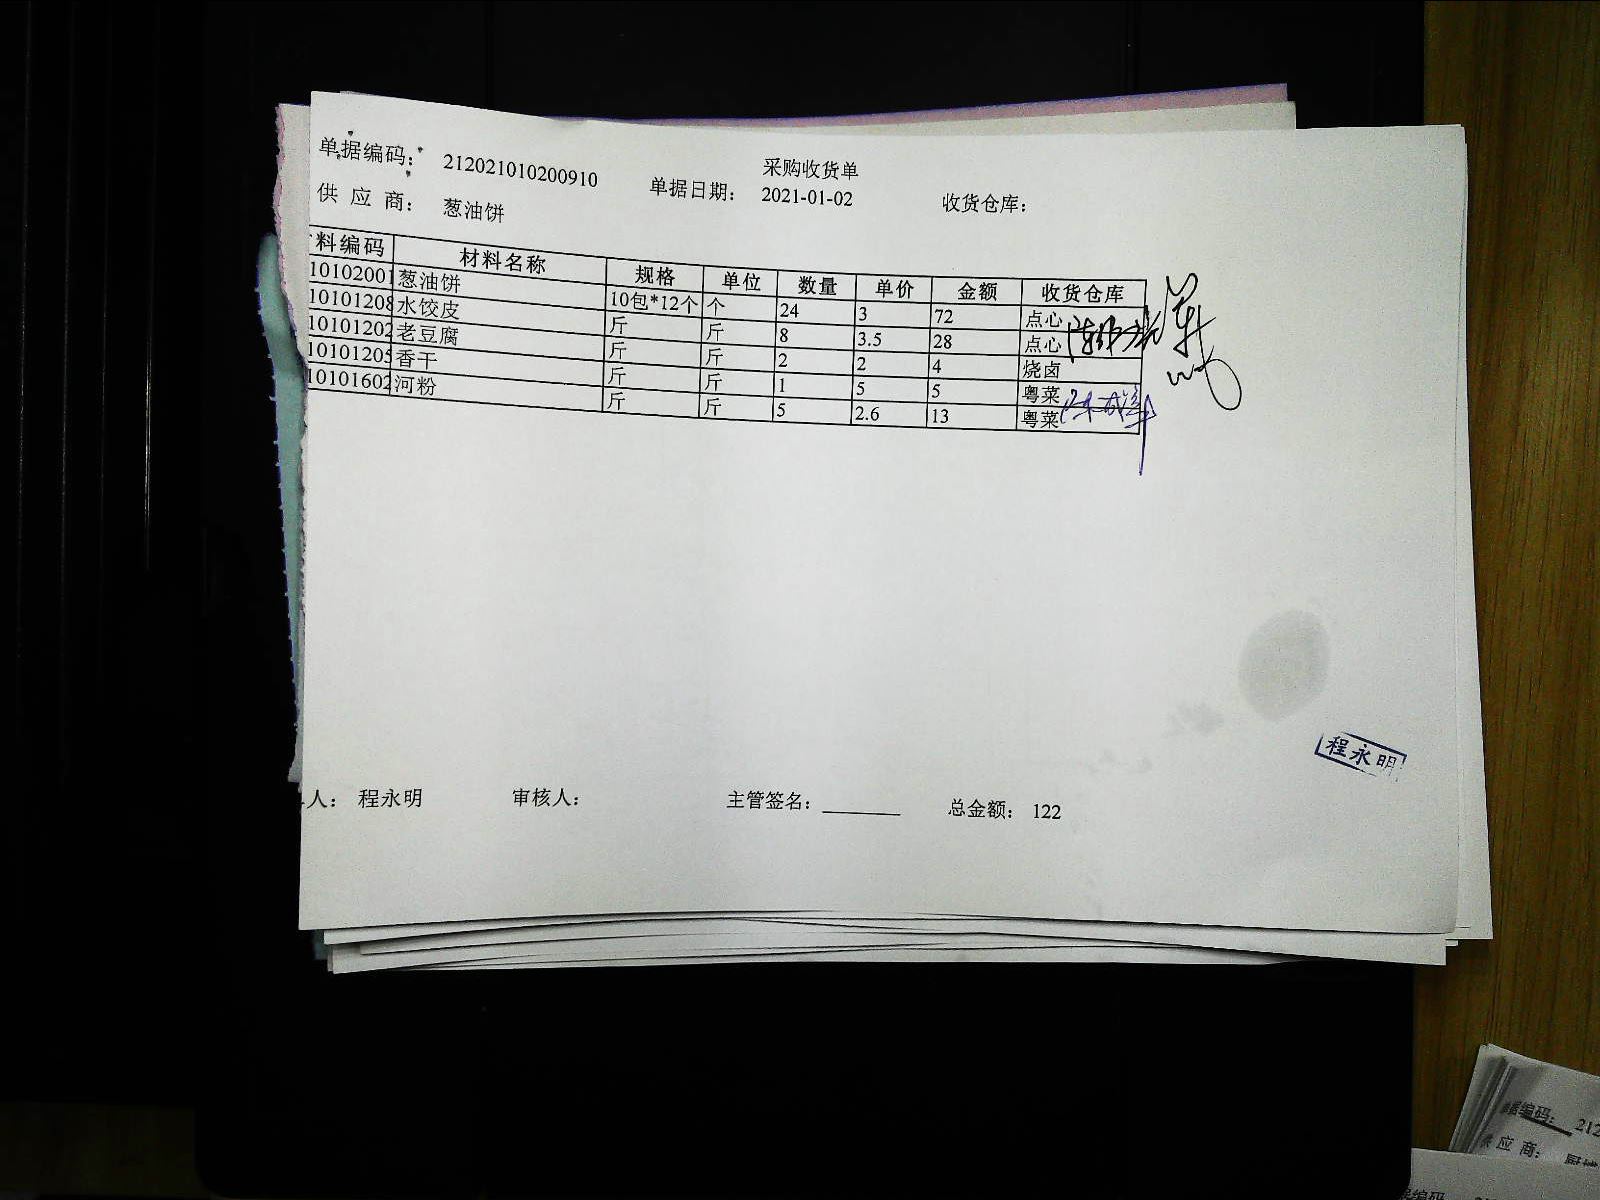 采购收货单
单据编码： 212021010200910 单据日期： 2021-01-02 收货仓库：
供 应 商： 葱油饼
料编码 材料名称 规格 单位 数量 单价 金额 收货仓库
10102001 葱油饼 10包*12个 个 24 3 72 点心
10101208 水饺皮 斤 斤 8 3.5 28 点心
10101202 老豆腐 斤 斤 2 2 4 烧卤
10101205 香干 斤 斤 1 5 5 粤菜
10101602 河粉 斤 斤 5 2.6 13 粤菜
程永明
人： 程永明 审核人： 主管签名： 总金额： 122
编码： 212
供 应 商：